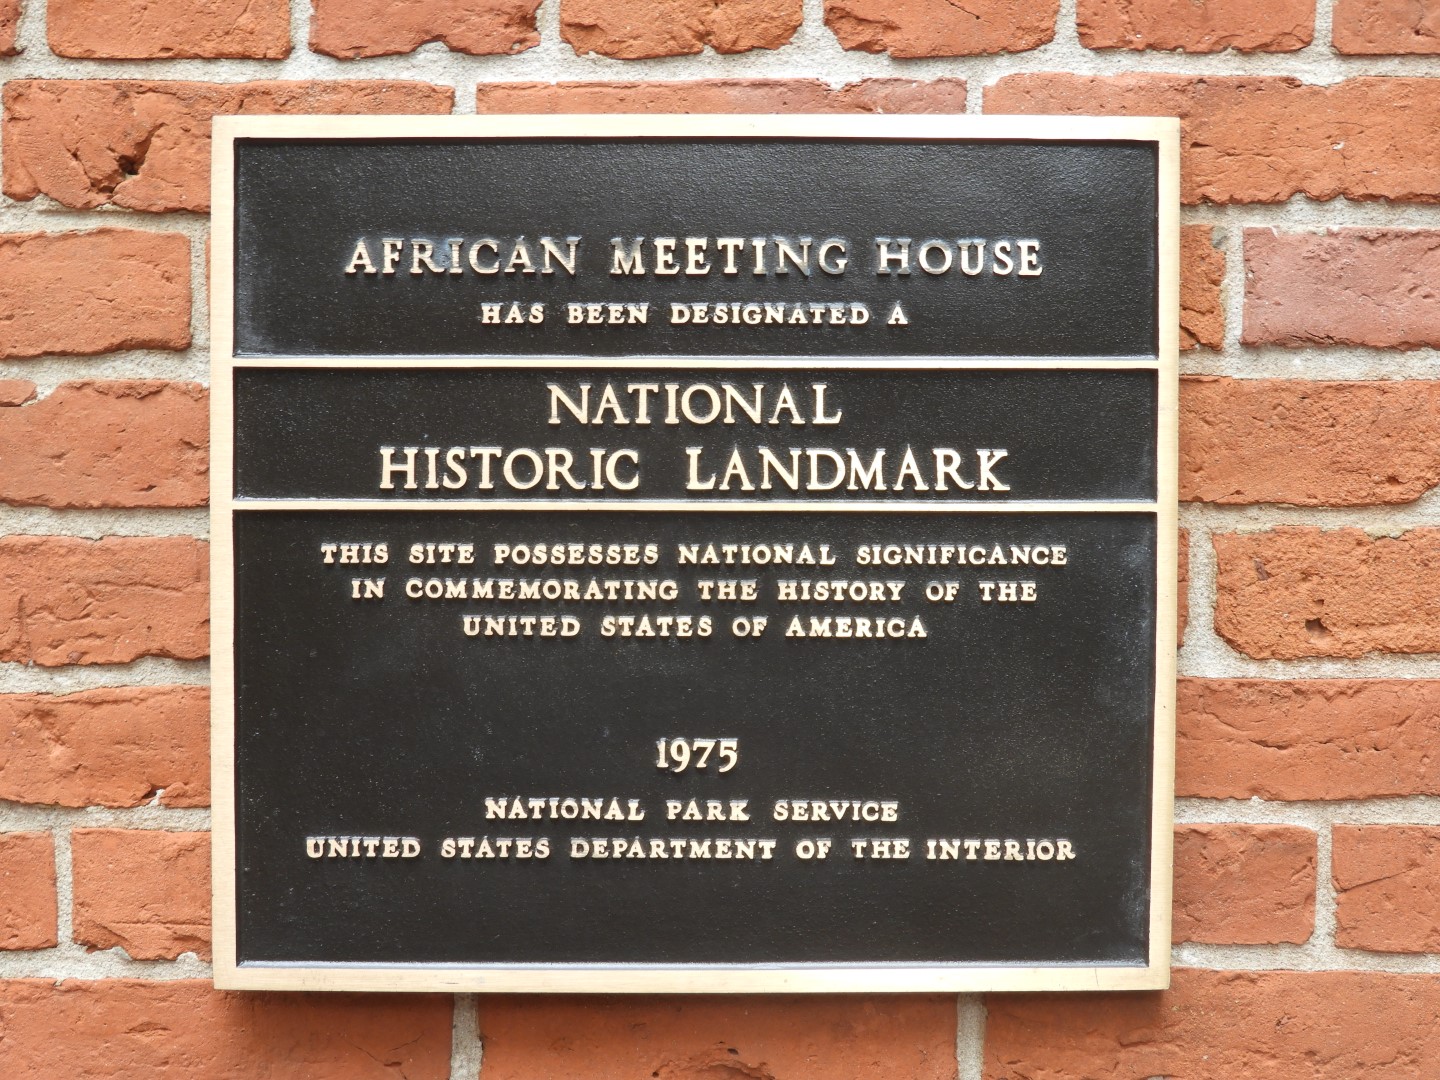 AFRICAN MEETING HOUSE
HAS BEEN DESIGNATED A
NATIONAL
HISTORIC LANDMARK
THIS SITE POSSESSES NATIONAL SIGNIFICANCE
IN COMMEMORATING THE HISTORY OF THE
UNITED STATES OF AMERICA
1975
NATIONAL PARK SERVICE
UNITED STATES DEPARTMENT OF THE INTERIOR